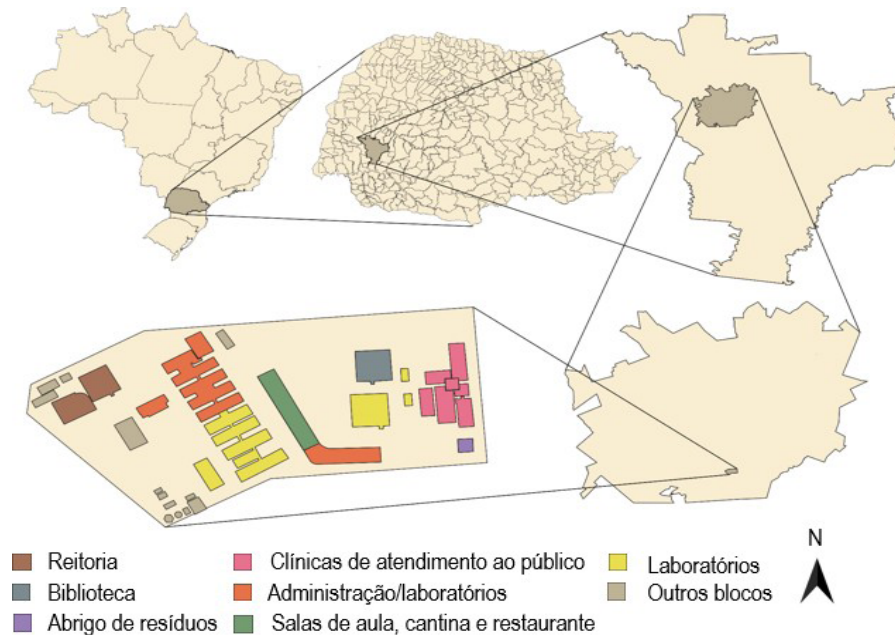 N
Reitoria
Clínicas de atendimento ao público
Laboratórios
Biblioteca
Administração/laboratórios
Outros blocos
Abrigo de resíduos
Salas de aula, cantina e restaurante